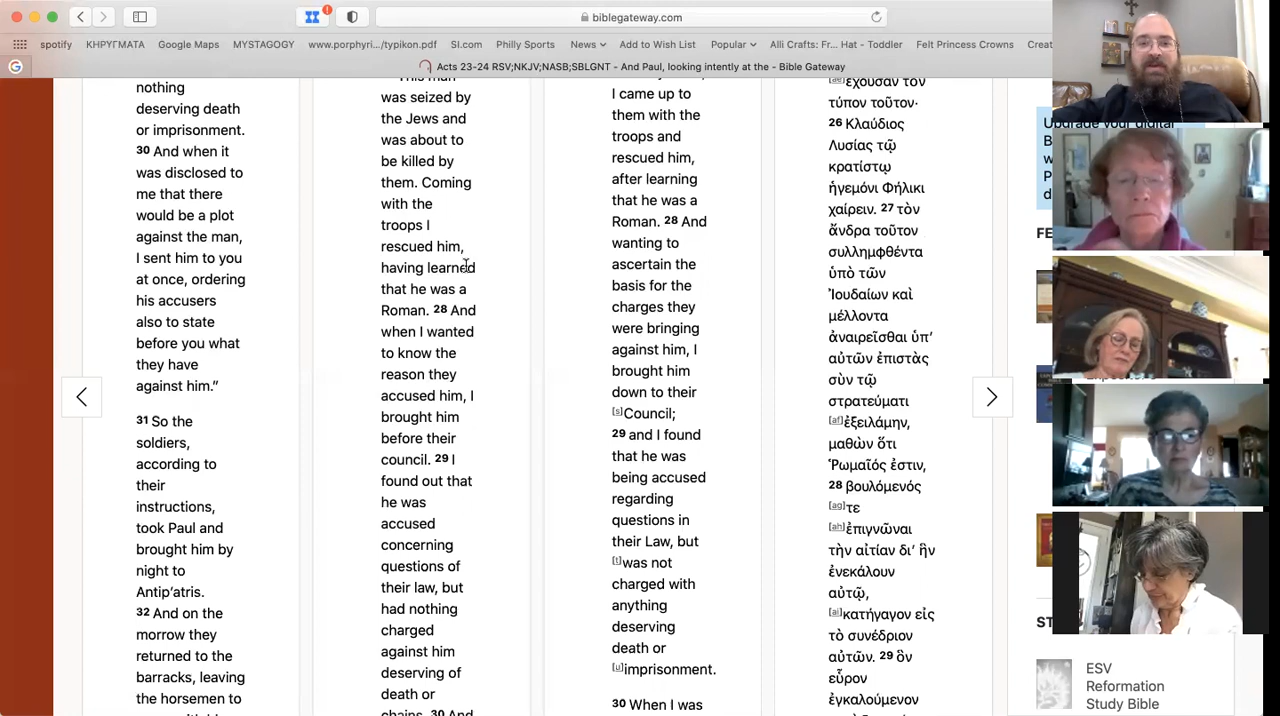 biblegateway.com
spotify
ΚΗΡΥΓΜΑΤΑ
Google Maps
MYSTAGOGY
www.porphyri.../typikon.pdf
SI.com
Philly Sports
News
Add to Wish List
Popular
Alli Crafts: Fr... Hat - Toddler
Felt Princess Crowns
Creat
Acts 23-24 RSV;NKJV;NASB;SBLGNT - And Paul, looking intently at the - Bible Gateway
nothing
deserving death
or imprisonment.
30 And when it
was disclosed to
me that there
would be a plot
against the man,
I sent him to you
at once, ordering
his accusers
also to state
before you what
they have
against him.”
31 So the
soldiers,
according to
their
instructions,
took Paul and
brought him by
night to
Antip’atris.
32 And on the
morrow they
returned to the
barracks, leaving
the horsemen to
This man
was seized by
the Jews and
was about to
be killed by
them. Coming
with the
troops I
rescued him,
having learned
that he was a
Roman. 28 And
when I wanted
to know the
reason they
accused him, I
brought him
before their
council. 29 I
found out that
he was
accused
concerning
questions of
their law, but
had nothing
charged
against him
deserving of
death or
chains. 30 And
I came up to
them with the
troops and
rescued him,
after learning
that he was a
Roman. 28 And
wanting to
ascertain the
basis for the
charges they
were bringing
against him, I
brought him
down to their
[s]Council;
29 and I found
that he was
being accused
regarding
questions in
their Law, but
[t]was not
charged with
anything
deserving
death or
[u]imprisonment.
30 When I was
[ae]ἔχουσαν τὸν
τύπον τοῦτον·
26 Κλαύδιος
Λυσίας τῷ
κρατίστῳ
ἡγεμόνι Φήλικι
χαίρειν. 27 τὸν
ἄνδρα τοῦτον
συλλημφθέντα
ὑπὸ τῶν
Ἰουδαίων καὶ
μέλλοντα
ἀναιρεῖσθαι ὑπ’
αὐτῶν ἐπιστὰς
σὺν τῷ
στρατεύματι
[af]ἐξειλάμην,
μαθὼν ὅτι
Ῥωμαῖός ἐστιν,
28 βουλόμενός
[ag]τε
[ah]ἐπιγνῶναι
τὴν αἰτίαν δι’ ἣν
ἐνεκάλουν
αὐτῷ,
[ai]κατήγαγον εἰς
τὸ συνέδριον
αὐτῶν. 29 ὃν
εὗρον
ἐγκαλούμενον
Upgrade your digital
B
w
P
d
FE
ST
ESV
Reformation
Study Bible